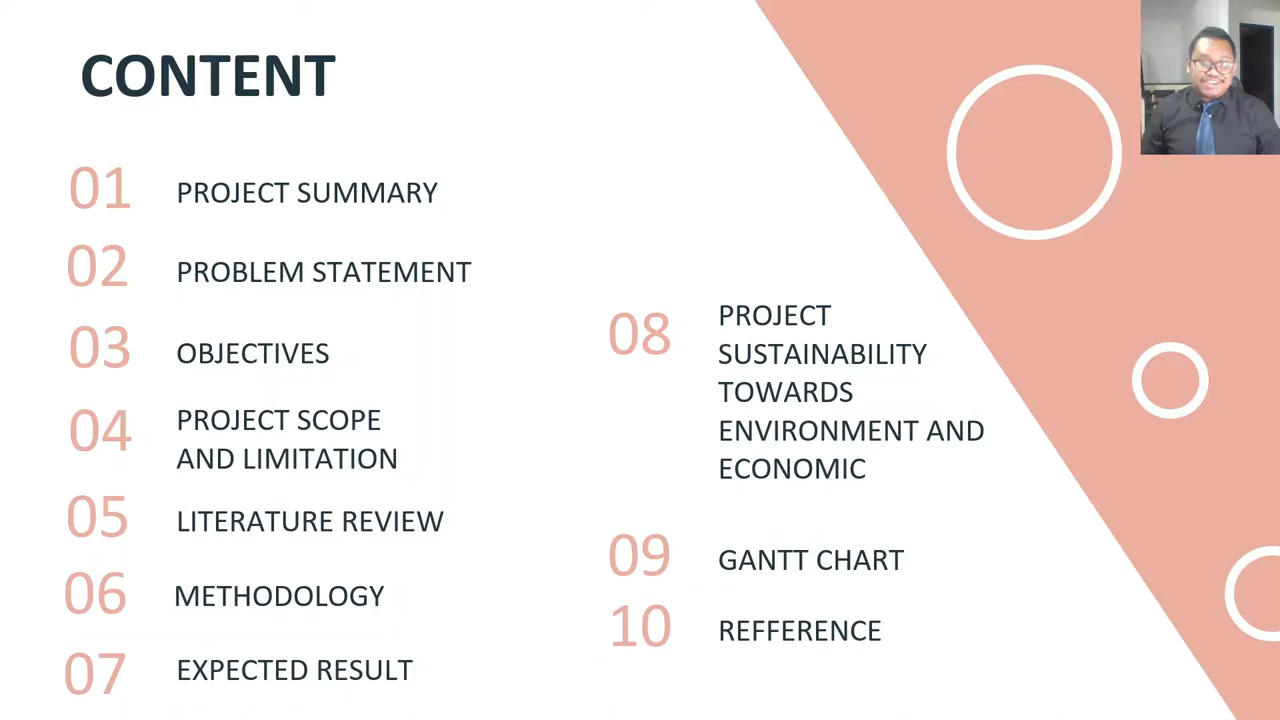 CONTENT
01 PROJECT SUMMARY
02 PROBLEM STATEMENT
03 OBJECTIVES
04 PROJECT SCOPE
AND LIMITATION
05 LITERATURE REVIEW
06 METHODOLOGY
07 EXPECTED RESULT
08 PROJECT
SUSTAINABILITY
TOWARDS
ENVIRONMENT AND
ECONOMIC
09 GANTT CHART
10 REFFERENCE